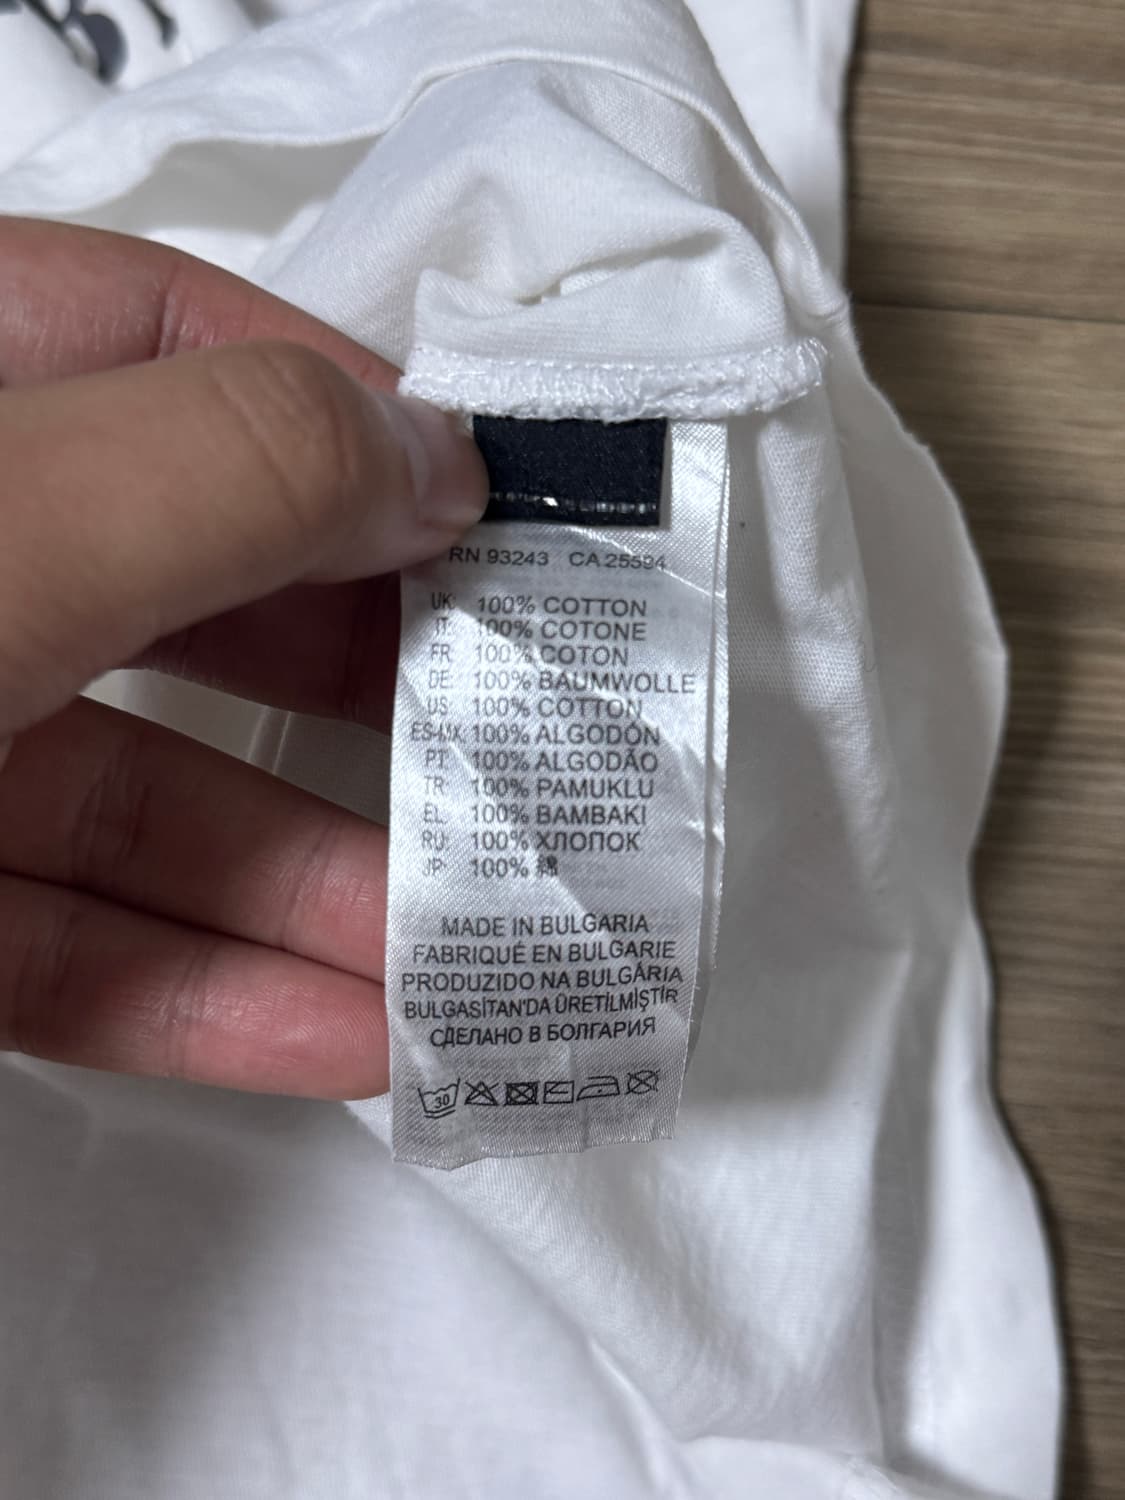 RN 93243 CA 25594
UK: 100% COTTON
IT: 100% COTONE
FR: 100% COTON
DE: 100% BAUMWOLLE
US: 100% COTTON
ES-MX: 100% ALGODÓN
PT: 100% ALGODÃO
TR: 100% PAMUKLU
EL: 100% BAMBAKI
RU: 100% ХЛОПОК
JP: 100% 綿
MADE IN BULGARIA
FABRIQUÉ EN BULGARIE
PRODUZIDO NA BULGÁRIA
BULGASİTAN'DA ÜRETİLMİŞTİR
СДЕЛАНО В БОЛГАРИЯ
30